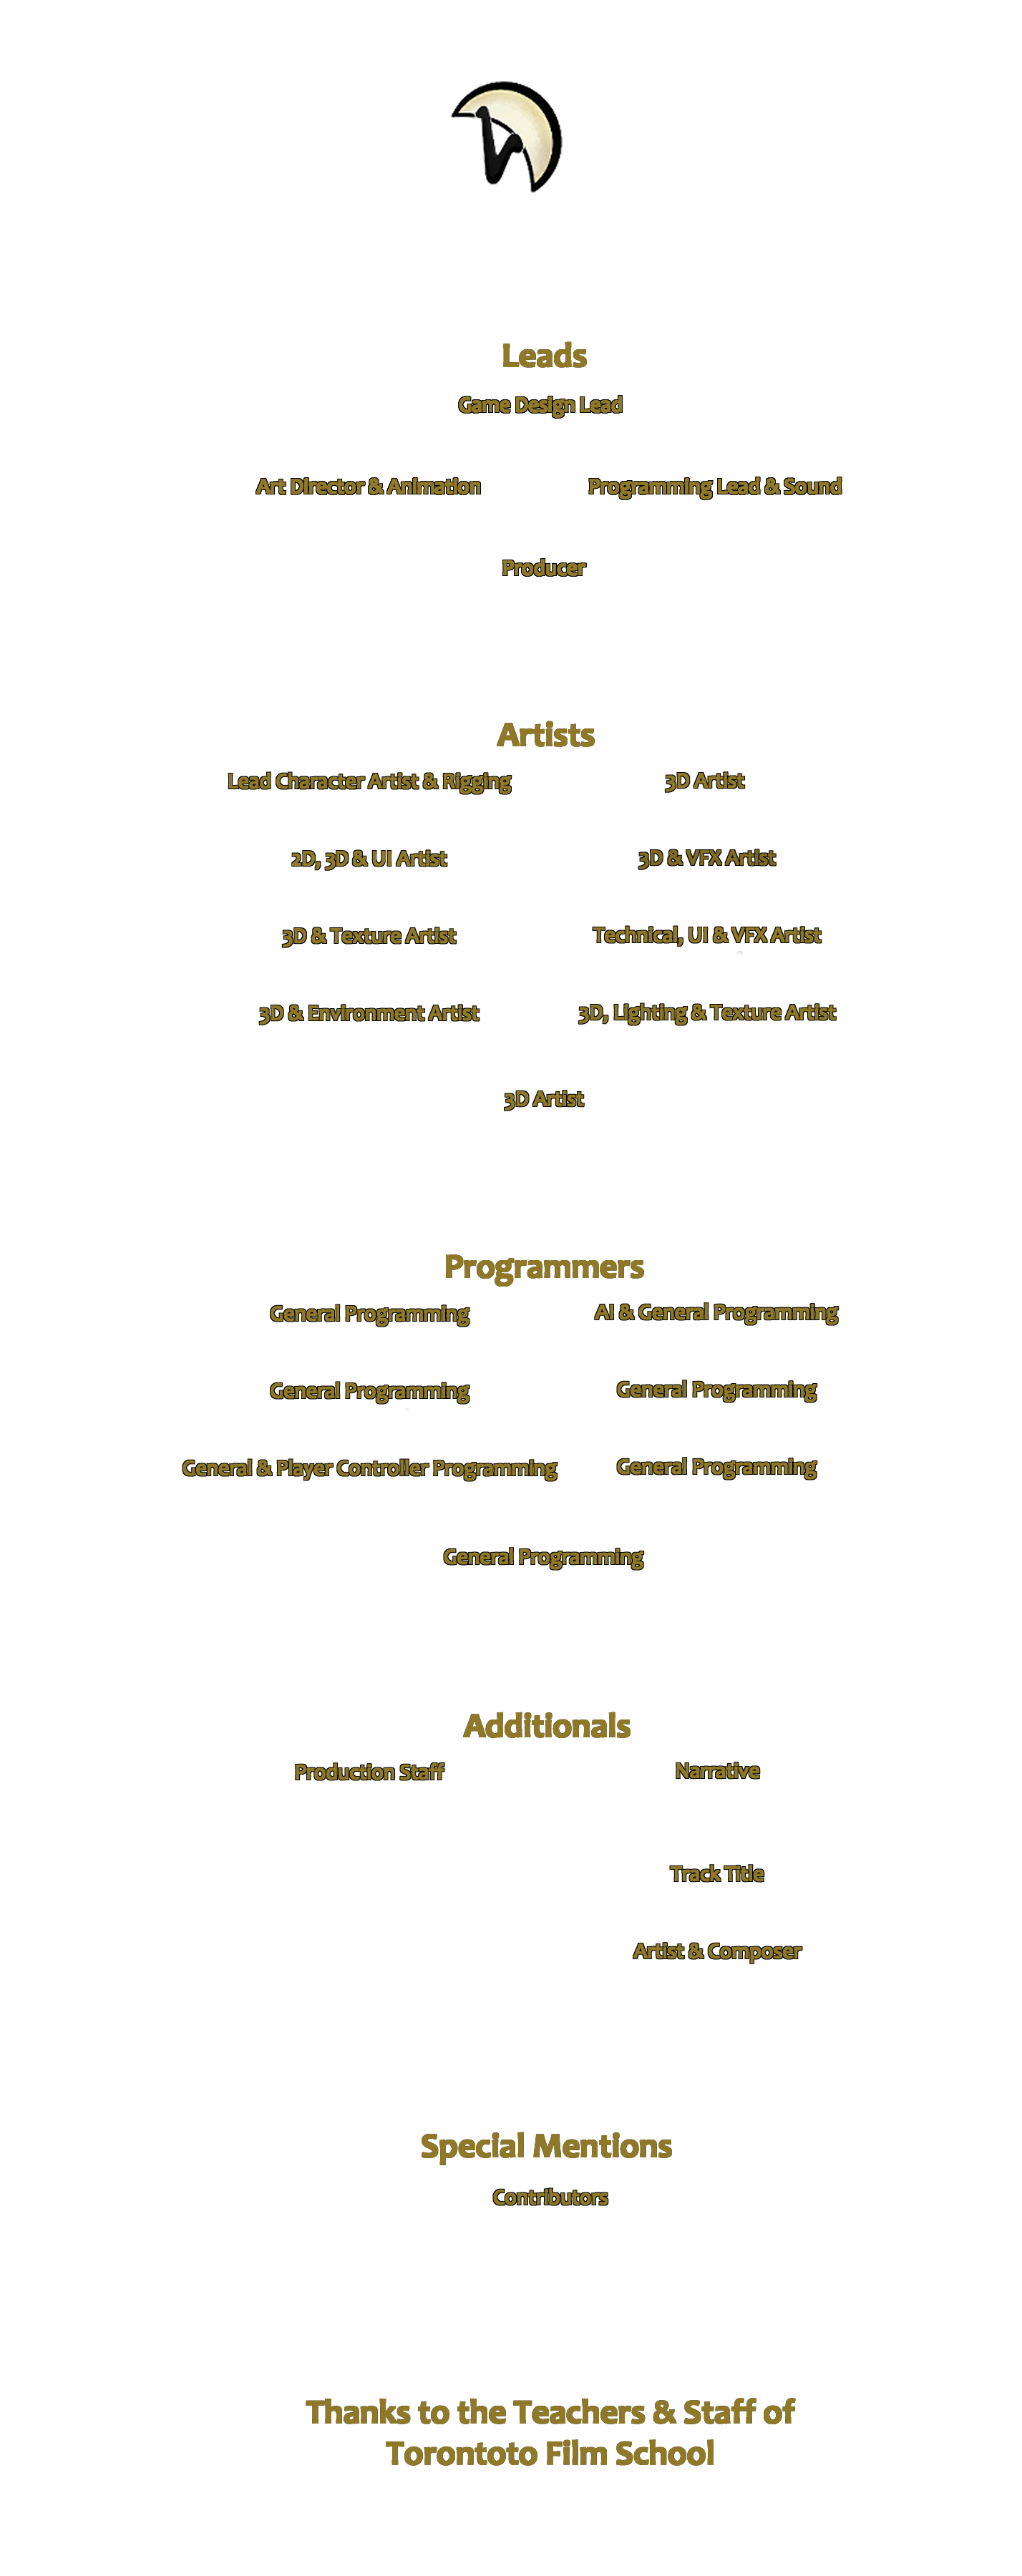 Leads
Game Design Lead
Art Director & Animation
Programming Lead & Sound
Producer
Artists
Lead Character Artist & Rigging
3D Artist
2D, 3D & UI Artist
3D & VFX Artist
3D & Texture Artist
Technical, UI & VFX Artist
3D & Environment Artist
3D, Lighting & Texture Artist
3D Artist
Programmers
General Programming
AI & General Programming
General Programming
General Programming
General & Player Controller Programming
General Programming
General Programming
Additionals
Production Staff
Narrative
Track Title
Artist & Composer
Special Mentions
Contributors
Thanks to the Teachers & Staff of
Torontoto Film School